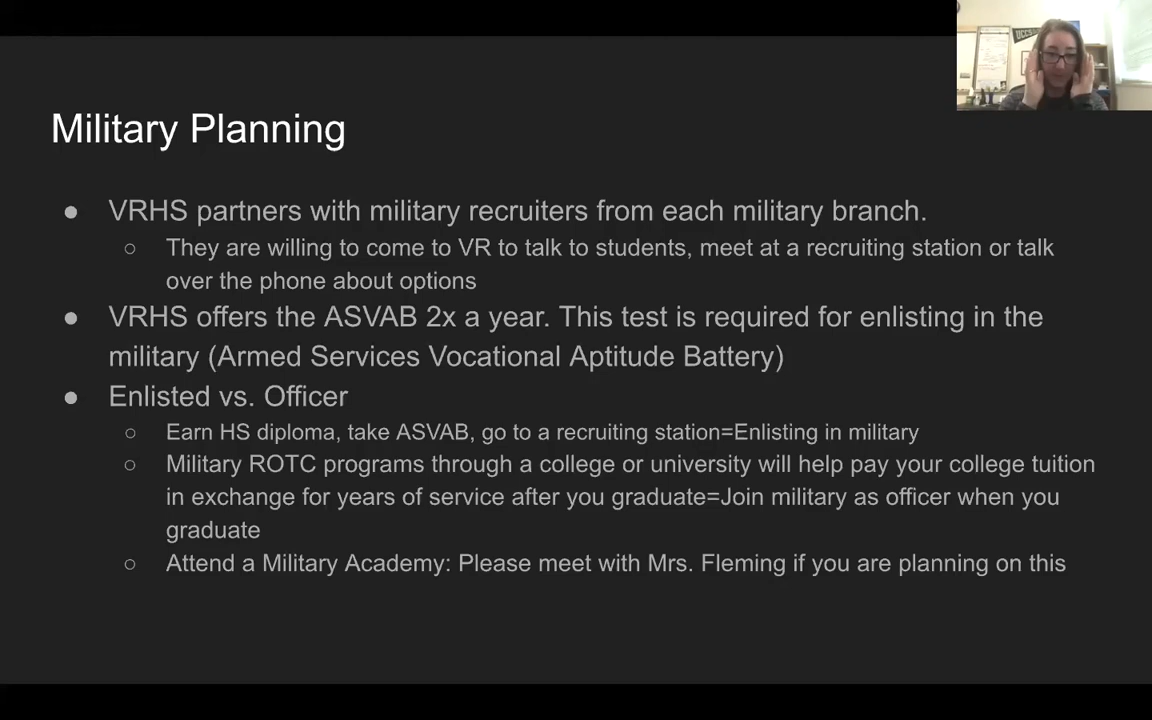 UCCS
Military Planning
● VRHS partners with military recruiters from each military branch.
○ They are willing to come to VR to talk to students, meet at a recruiting station or talk
over the phone about options
● VRHS offers the ASVAB 2x a year. This test is required for enlisting in the
military (Armed Services Vocational Aptitude Battery)
● Enlisted vs. Officer
○ Earn HS diploma, take ASVAB, go to a recruiting station=Enlisting in military
○ Military ROTC programs through a college or university will help pay your college tuition
in exchange for years of service after you graduate=Join military as officer when you
graduate
○ Attend a Military Academy: Please meet with Mrs. Fleming if you are planning on this